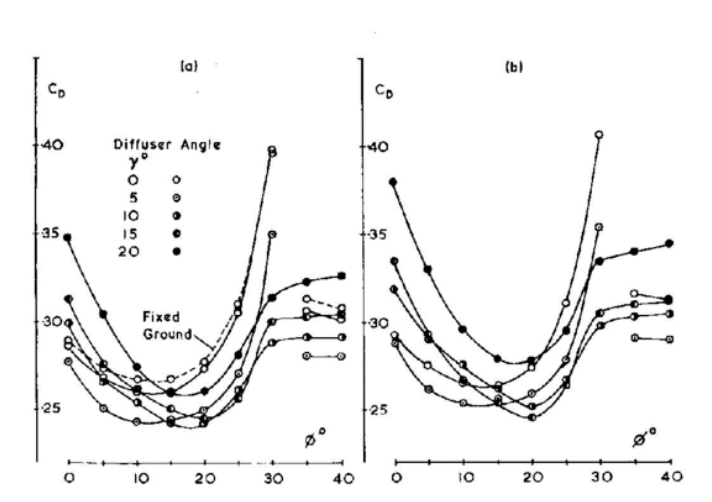 (a)
(b)
C_D
C_D
·40
·40
Diffuser Angle
γ°
0
5
10
15
20
·35
·35
Fixed
Ground
·30
·30
·25
·25
ø°
ø°
0 10 20 30 40
0 10 20 30 40